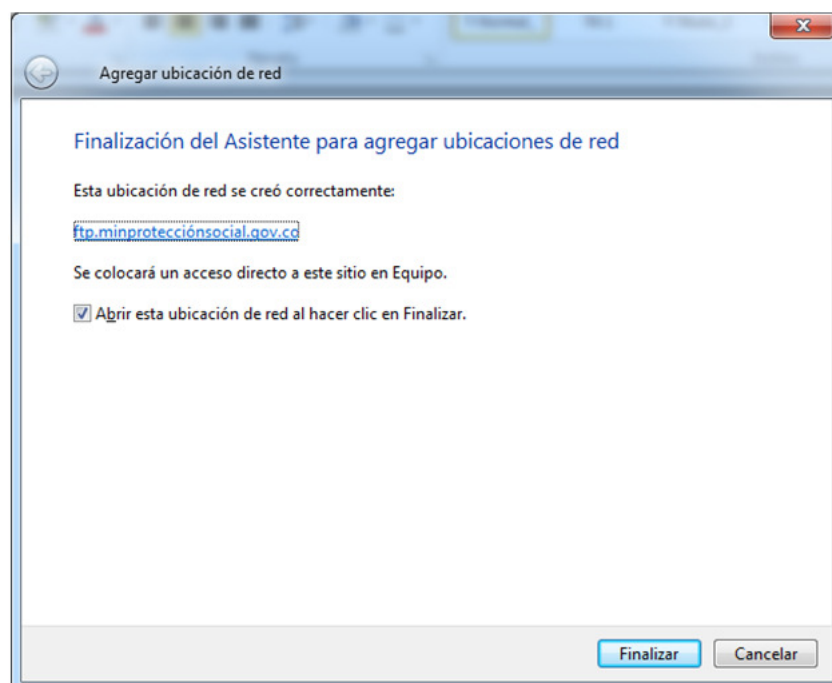 Agregar ubicación de red
Finalización del Asistente para agregar ubicaciones de red
Esta ubicación de red se creó correctamente:
ftp.minprotecciónsocial.gov.co
Se colocará un acceso directo a este sitio en Equipo.
Abrir esta ubicación de red al hacer clic en Finalizar.
Finalizar Cancelar